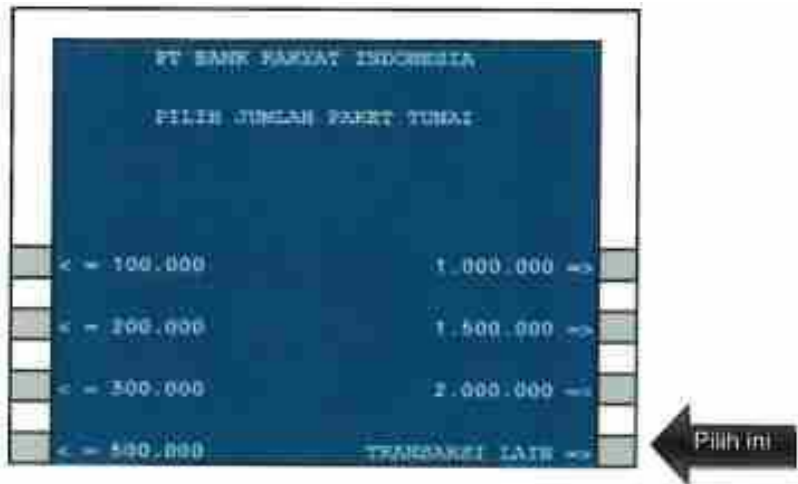 PT BANK RAKYAT INDONESIA
PILIH JUMLAH PAKET TUNAI
< = 100.000 1.000.000 =>
< = 200.000 1.500.000 =>
< = 300.000 2.000.000 =>
< = 500.000 TRANSAKSI LAIN =>
Pilih ini